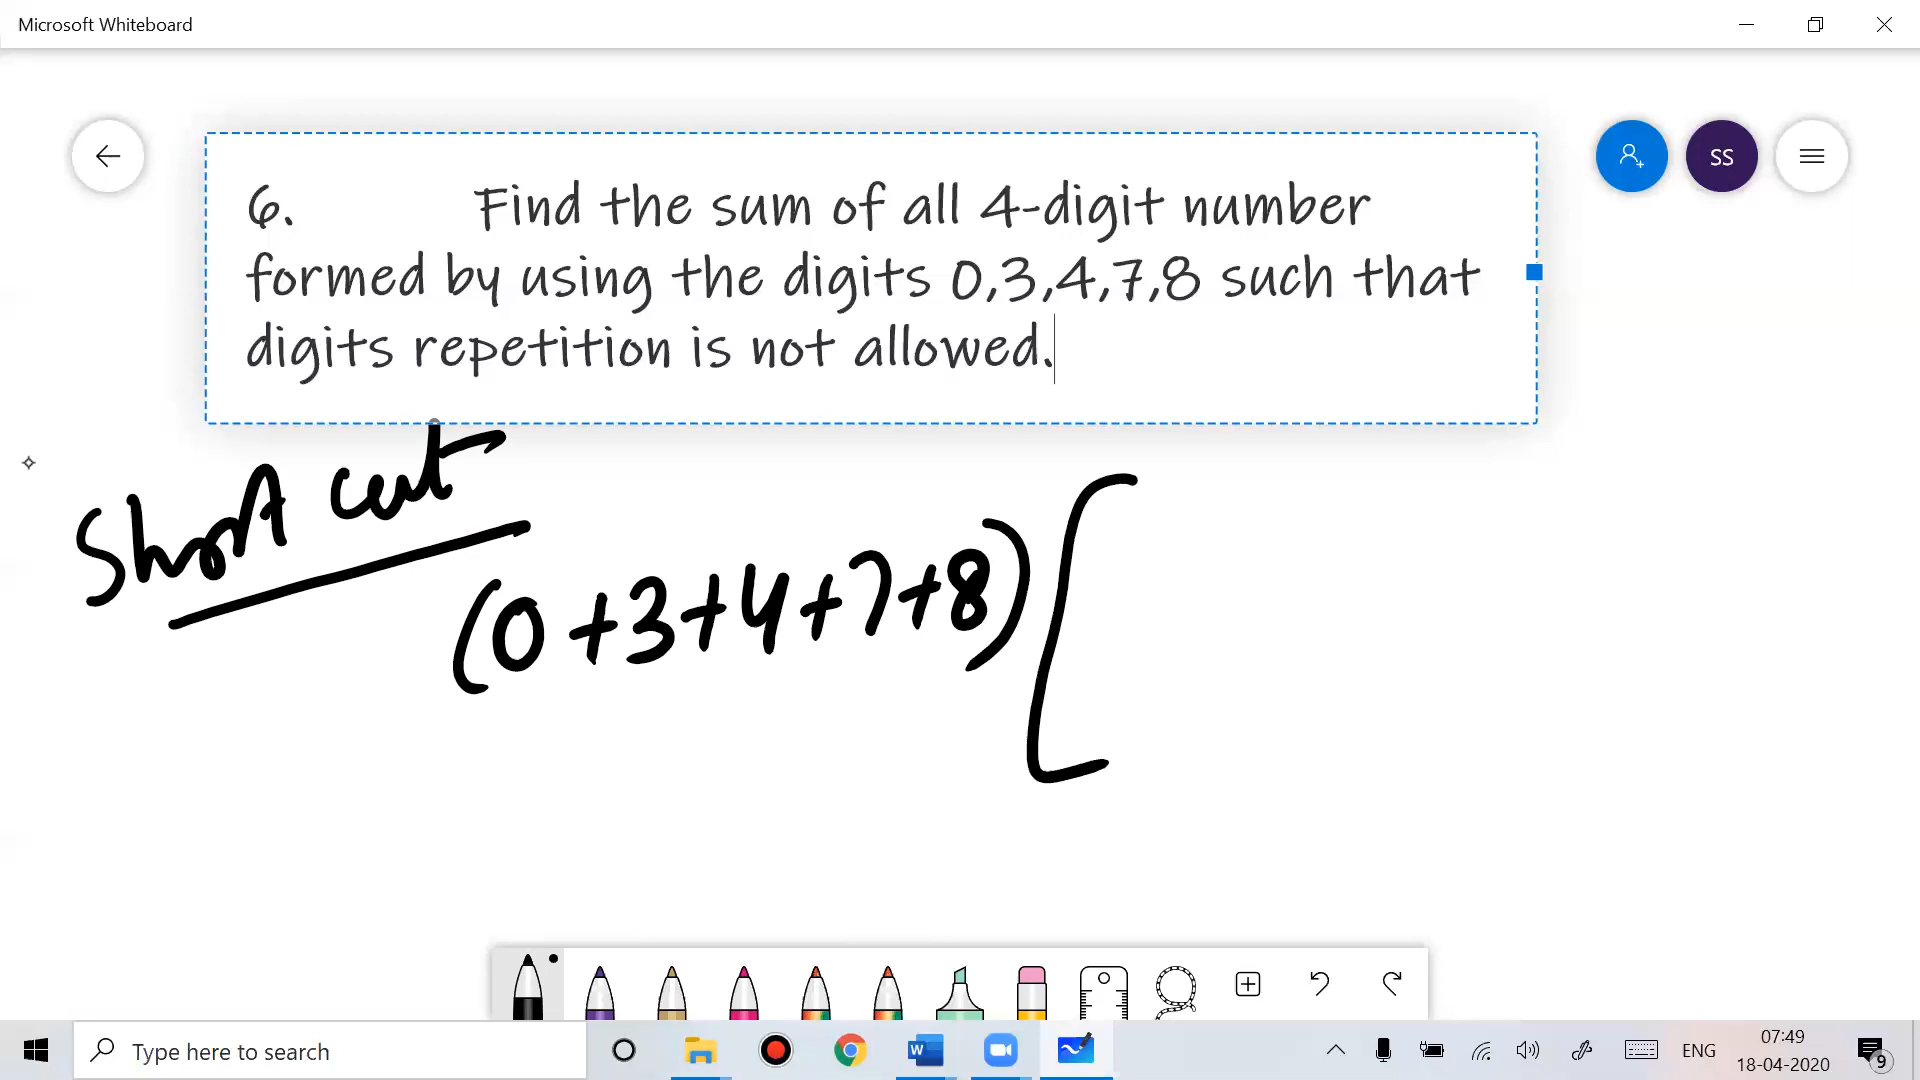 Microsoft Whiteboard
SS
6. Find the sum of all 4-digit number
formed by using the digits 0,3,4,7,8 such that
digits repetition is not allowed.
Short cut
(0+3+4+7+8) [
Type here to search
ENG
07:49
18-04-2020
9